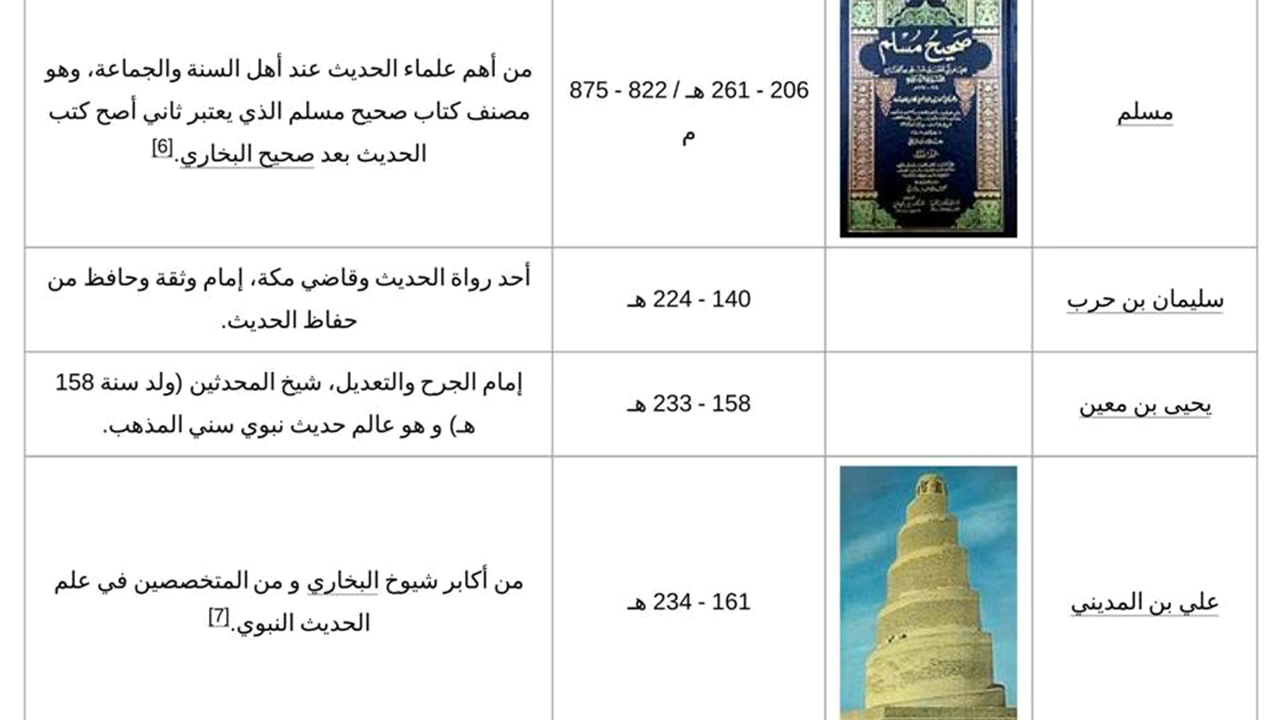 مسلم
صَحِيحُ مُسْلِم
206 - 261 هـ / 822 - 875
م
من أهم علماء الحديث عند أهل السنة والجماعة، وهو
مصنف كتاب صحيح مسلم الذي يعتبر ثاني أصح كتب
الحديث بعد صحيح البخاري.[6]
سليمان بن حرب
140 - 224 هـ
أحد رواة الحديث وقاضي مكة، إمام وثقة وحافظ من
حفاظ الحديث.
يحيى بن معين
158 - 233 هـ
إمام الجرح والتعديل، شيخ المحدثين (ولد سنة 158
هـ) و هو عالم حديث نبوي سني المذهب.
علي بن المديني
161 - 234 هـ
من أكابر شيوخ البخاري و من المتخصصين في علم
الحديث النبوي.[7]